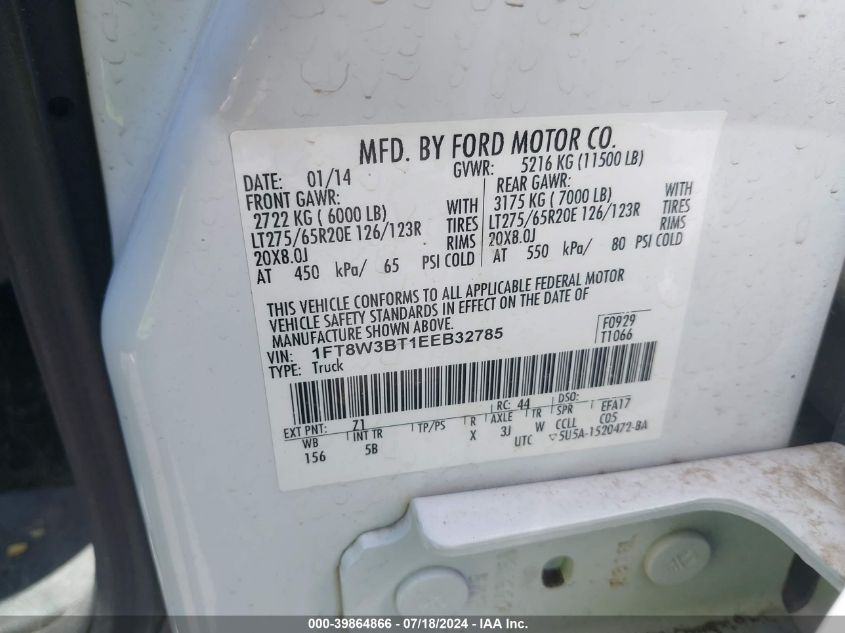 MFD. BY FORD MOTOR CO.
DATE: 01/14 GVWR: 5216 KG (11500 LB)
FRONT GAWR: REAR GAWR:
2722 KG ( 6000 LB) WITH 3175 KG ( 7000 LB) WITH
LT275/65R20E 126/123R TIRES LT275/65R20E 126/123R TIRES
20X8.0J RIMS 20X8.0J RIMS
AT 450 kPa/ 65 PSI COLD AT 550 kPa/ 80 PSI COLD
THIS VEHICLE CONFORMS TO ALL APPLICABLE FEDERAL MOTOR
VEHICLE SAFETY STANDARDS IN EFFECT ON THE DATE OF
MANUFACTURE SHOWN ABOVE.
VIN: 1FT8W3BT1EEB32785
TYPE: Truck
F0929
T1066
EXT PNT: Z1 RC: 44 DSO:
WB INT TR TP/PS R AXLE TR SPR EFA17
156 5B X 3J W CCLL C05
UTC 5U5A-1520472-BA
000-39864866 - 07/18/2024 - IAA Inc.